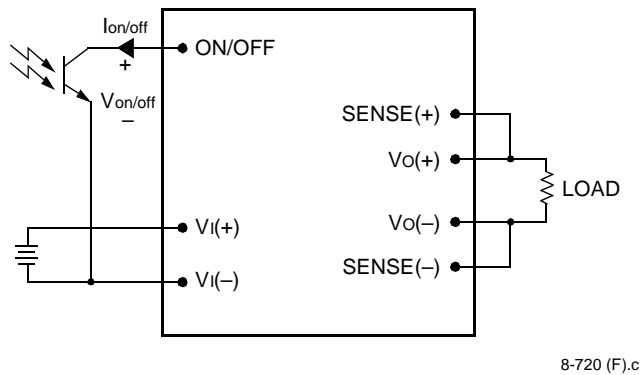 Ion/off
ON/OFF
+
Von/off
–
SENSE(+)
VO(+)
LOAD
VI(+)
VO(–)
SENSE(–)
VI(–)
8-720 (F).c